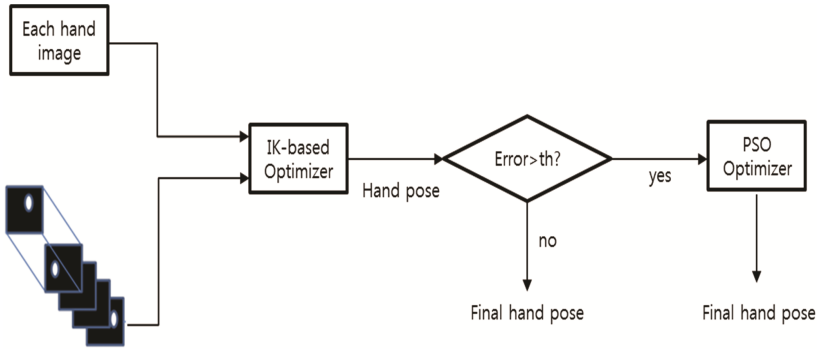 Each hand
image
IK-based
Optimizer
Hand pose
Error>th?
yes
no
PSO
Optimizer
Final hand pose
Final hand pose